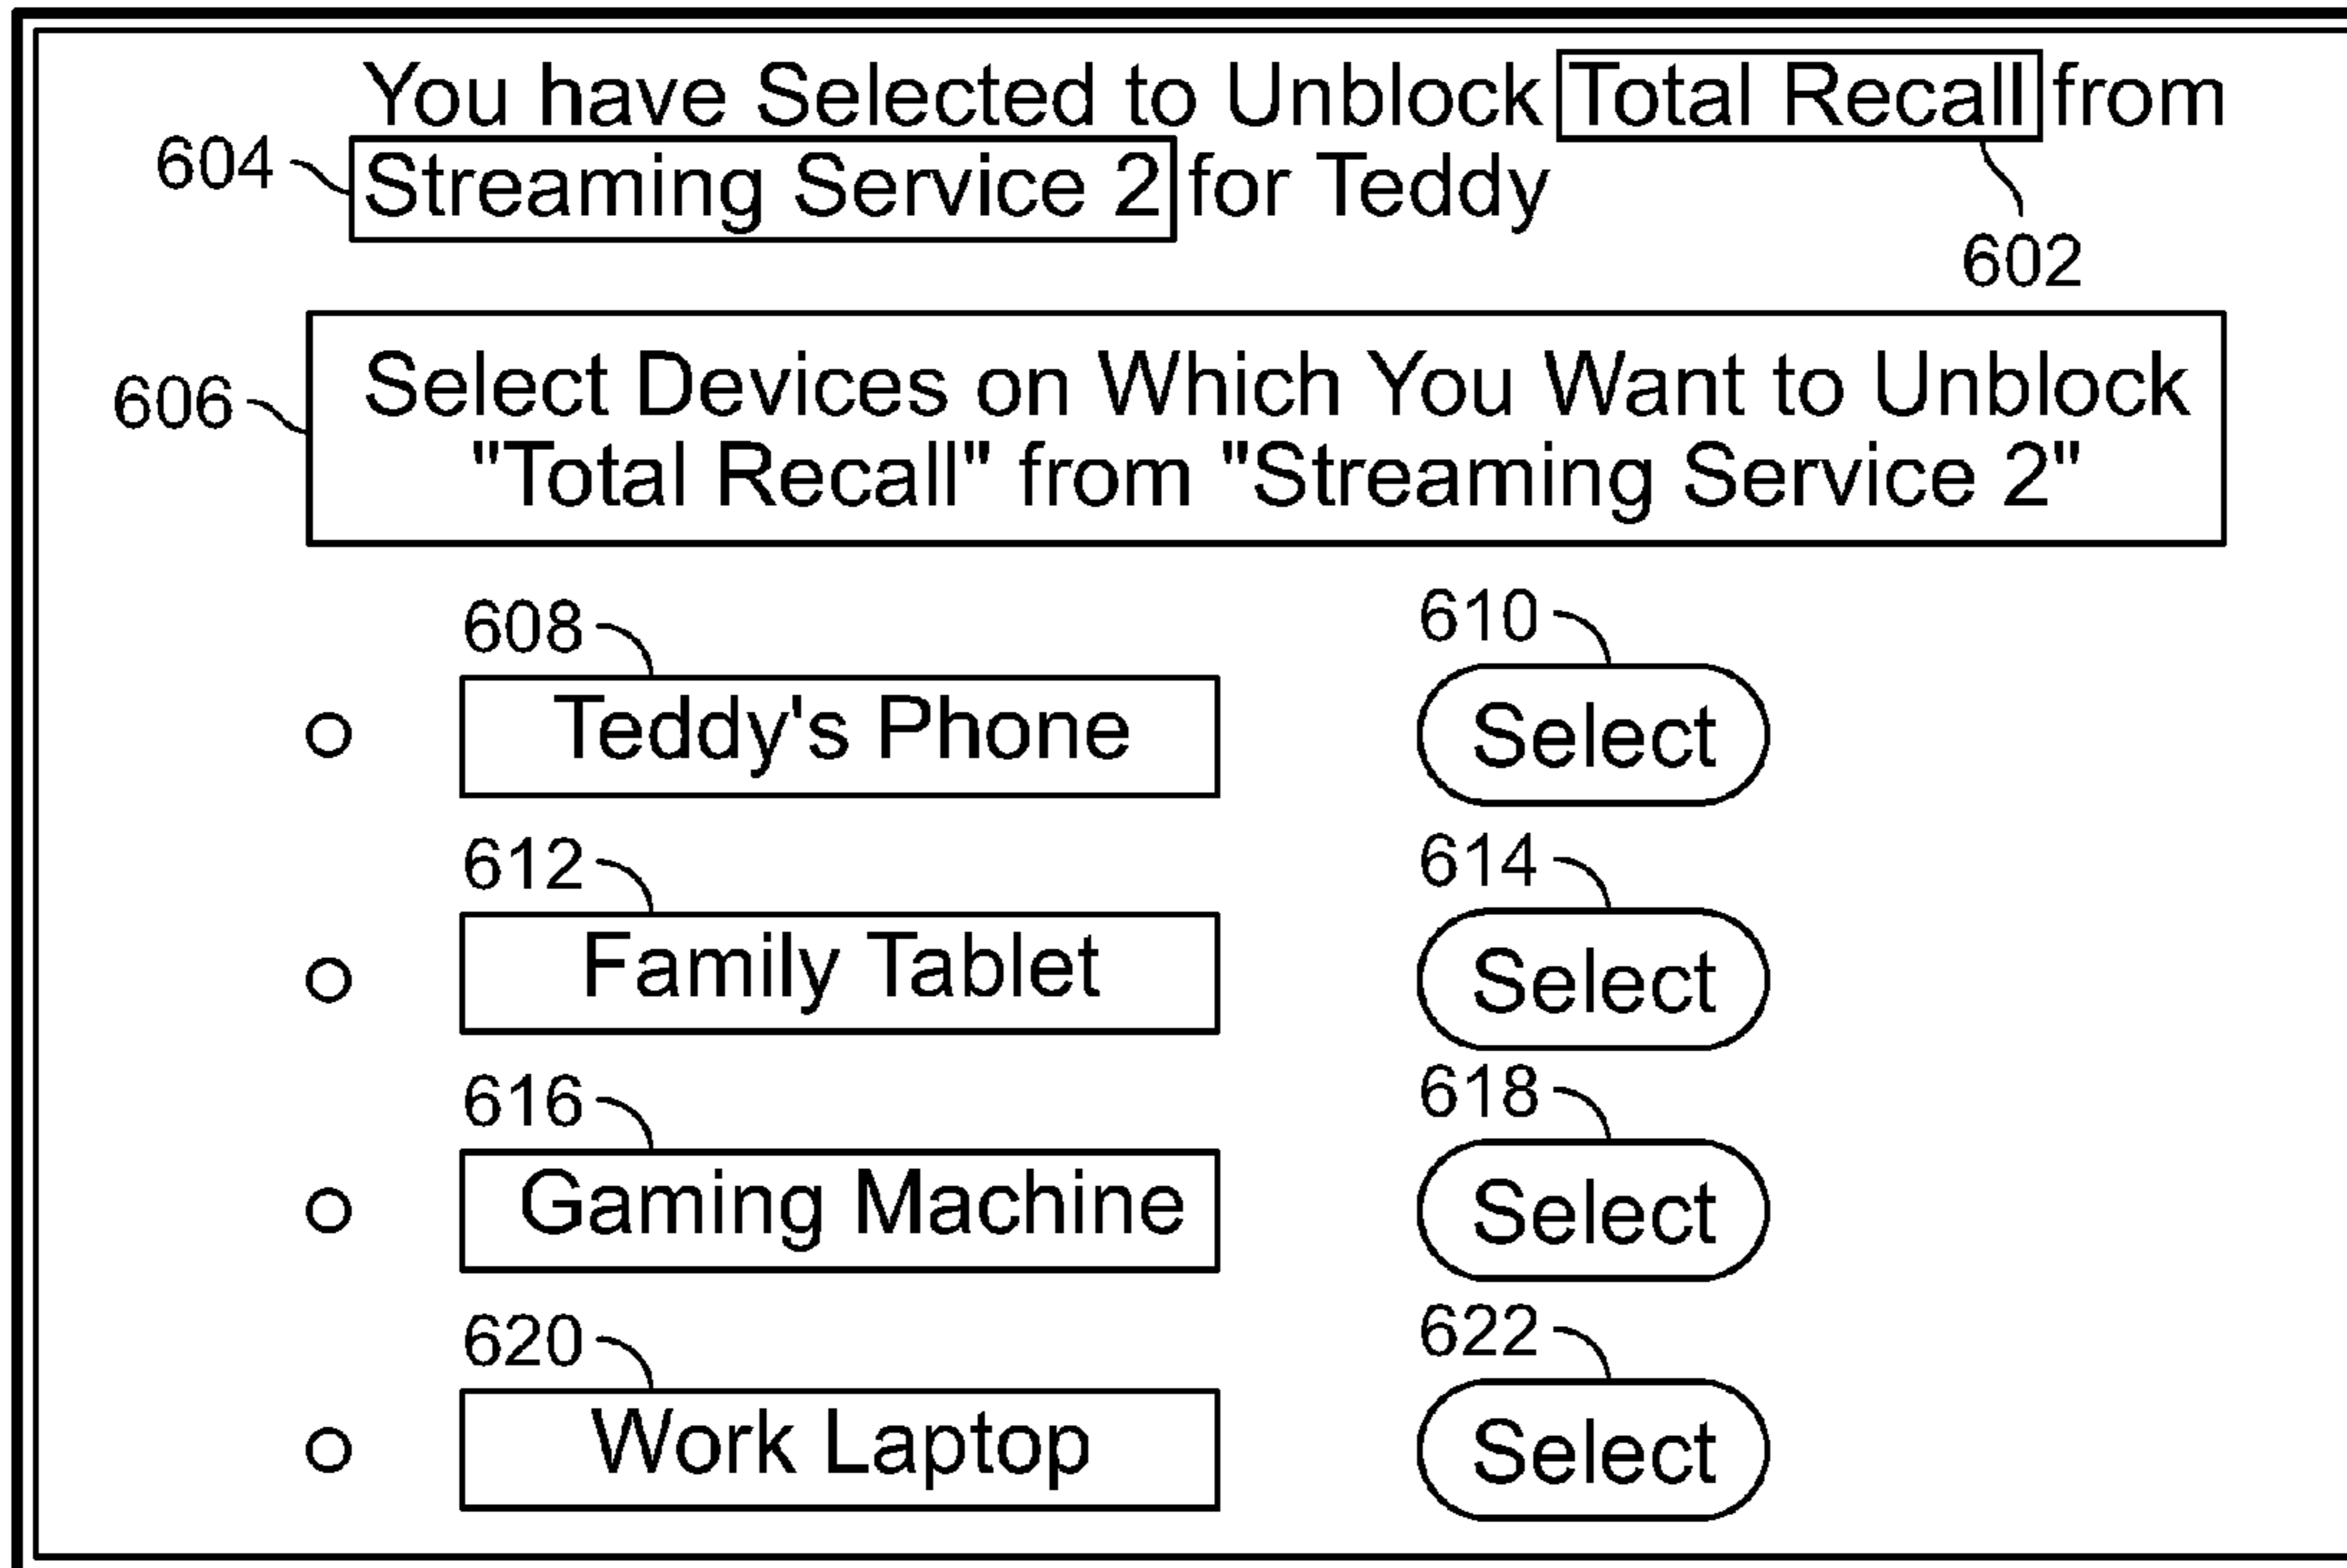 You have Selected to Unblock Total Recall from
604 Streaming Service 2 for Teddy
602
606 Select Devices on Which You Want to Unblock
"Total Recall" from "Streaming Service 2"
608 610
Teddy's Phone Select
612 614
Family Tablet Select
616 618
Gaming Machine Select
620 622
Work Laptop Select